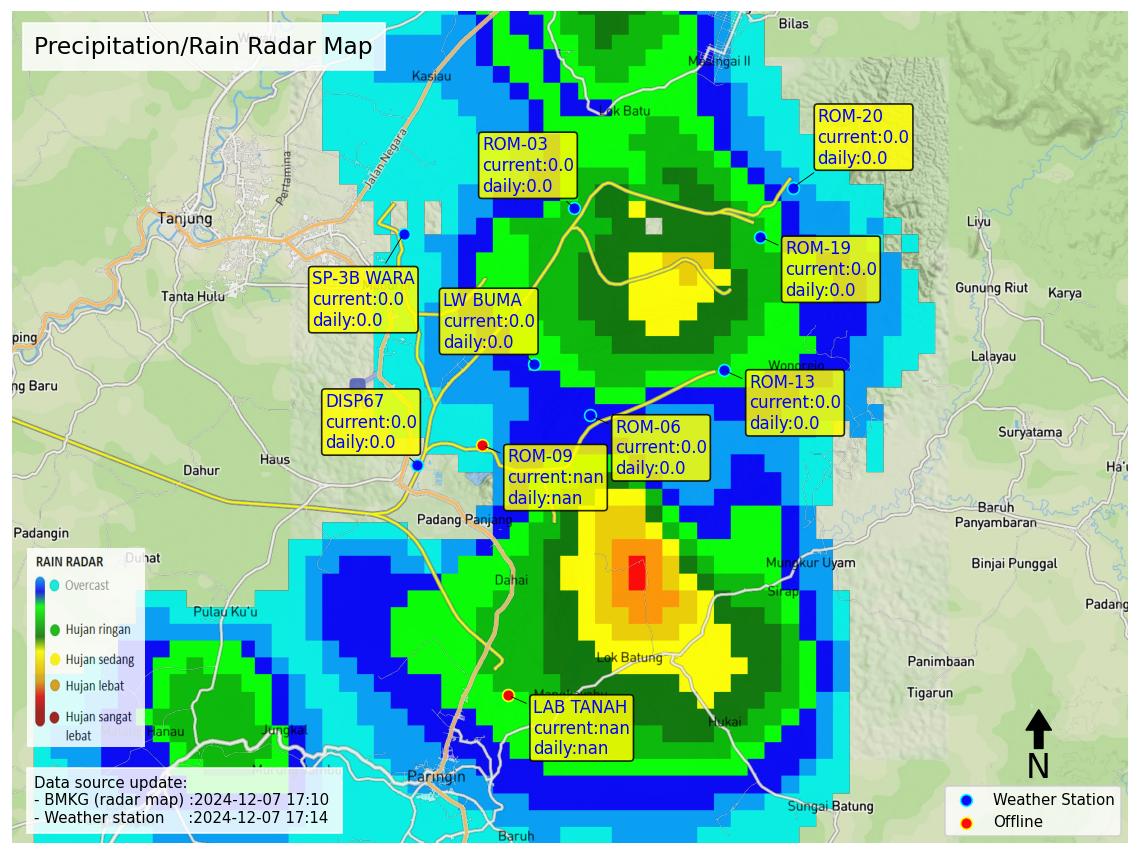 Precipitation/Rain Radar Map
Bilas
Masingai II
Kasiau
Lok Batu
Jalan Negara
Pertamina
ROM-20
current:0.0
daily:0.0
ROM-03
current:0.0
daily:0.0
Tanjung
Liyu
ROM-19
current:0.0
daily:0.0
SP-3B WARA
current:0.0
daily:0.0
LW BUMA
current:0.0
daily:0.0
Tanta Hulu
Gunung Riut
Karya
ping
Lalayau
ng Baru
Wonorejo
ROM-13
current:0.0
daily:0.0
DISP67
current:0.0
daily:0.0
ROM-06
current:0.0
daily:0.0
Suryatama
ROM-09
current:nan
daily:nan
Haus
Dahur
Ha'u
Baruh
Panyambaran
Padang Panjang
Padangin
Duhat
Binjai Punggal
Mungkur Uyam
Dahai
Sirap
Padang
Pulau Ku'u
RAIN RADAR
Overcast
Hujan ringan
Hujan sedang
Hujan lebat
Hujan sangat
lebat
Lok Batung
Panimbaan
Tigarun
LAB TANAH
current:nan
daily:nan
Hukai
Hanau
Jungkal
Paringin
N
Data source update:
- BMKG (radar map) :2024-12-07 17:10
- Weather station :2024-12-07 17:14
Sungai Batung
Baruh
Weather Station
Offline